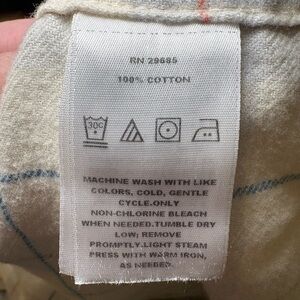 RN 29685
100% COTTON
30C
MACHINE WASH WITH LIKE
COLORS, COLD, GENTLE
CYCLE.ONLY
NON-CHLORINE BLEACH
WHEN NEEDED.TUMBLE DRY
LOW; REMOVE
PROMPTLY.LIGHT STEAM
PRESS WITH WARM IRON,
AS NEEDED.